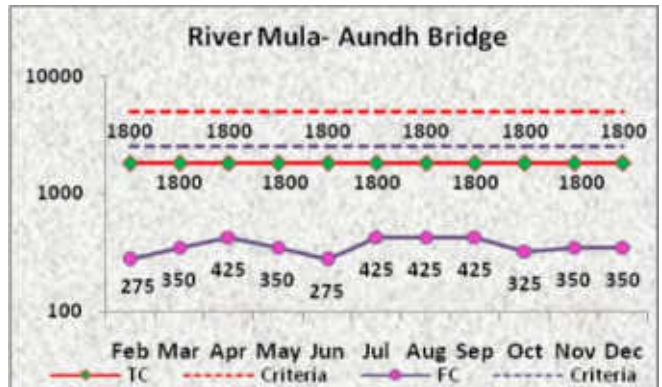 River Mula- Aundh Bridge
10000
1800 1800 1800 1800 1800 1800
1800 1800 1800 1800 1800
1000
275 350 425 350 275 425 425 425 325 350 350
100
Feb Mar Apr May Jun Jul Aug Sep Oct Nov Dec
TC Criteria FC Criteria